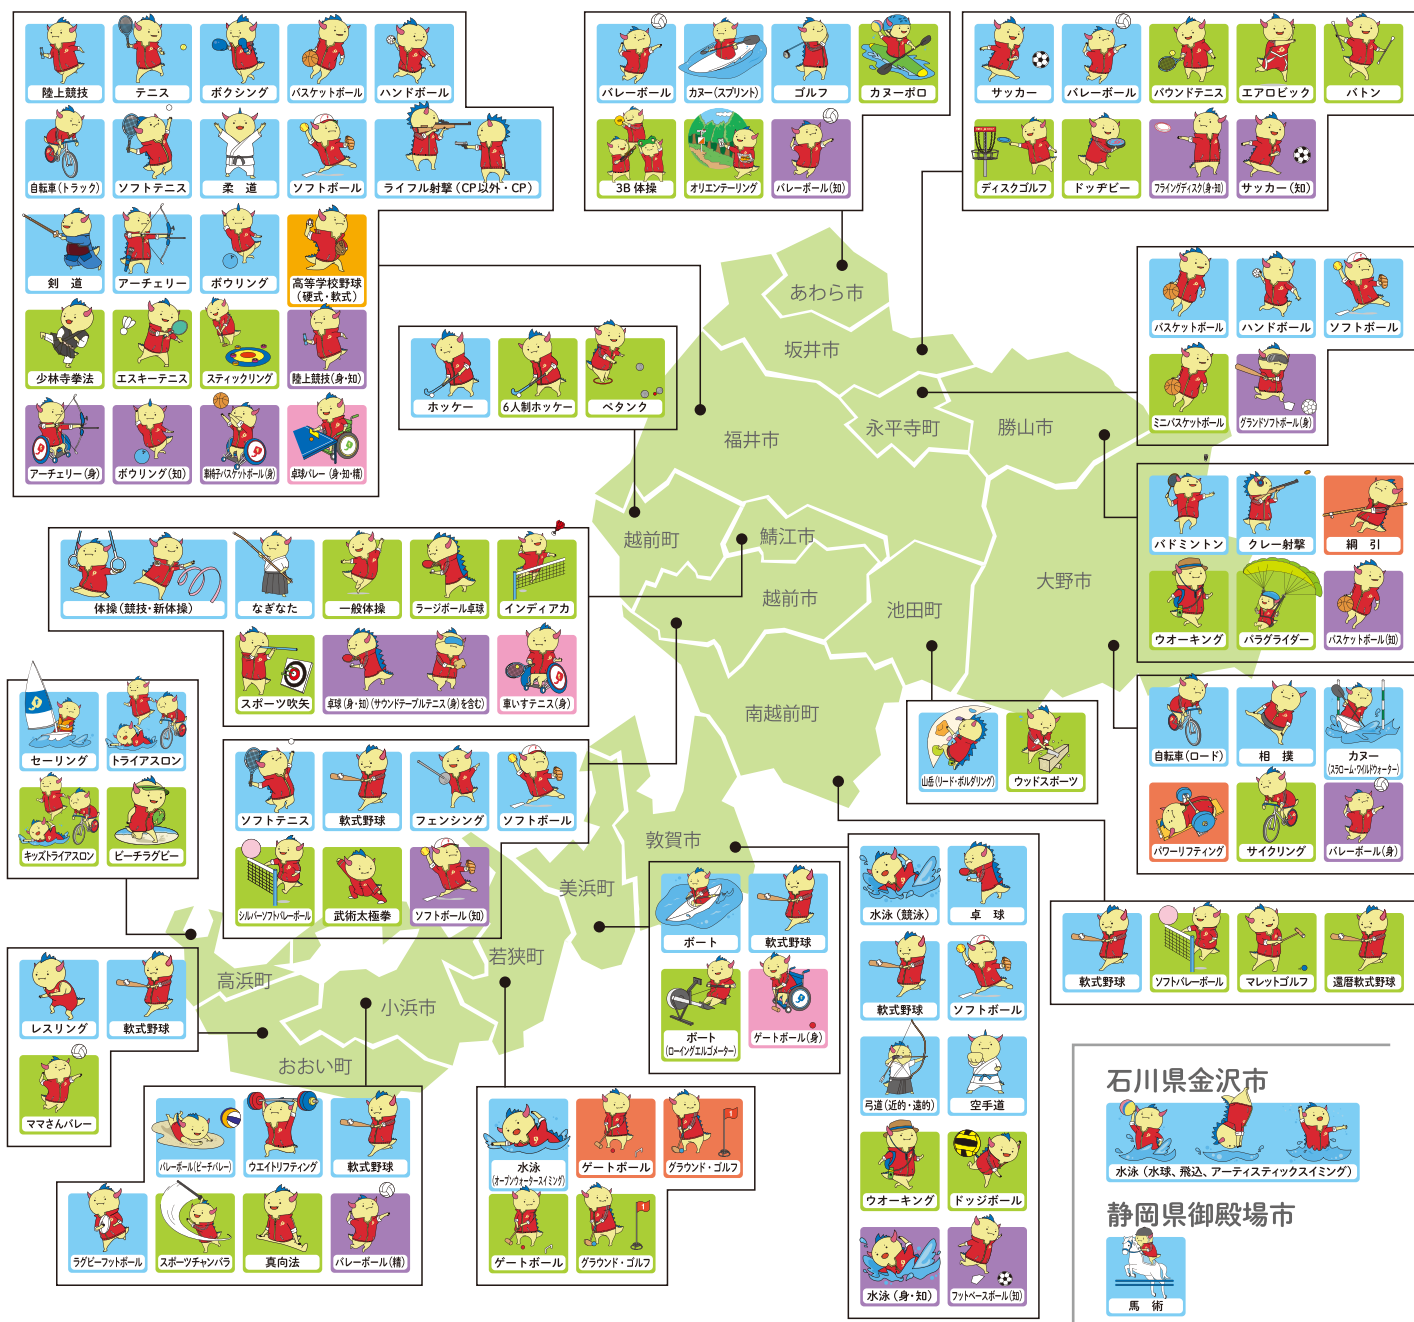 陸上競技
テニス
ボクシング
バスケットボール
ハンドボール
自転車(トラック)
ソフトテニス
柔 道
ソフトボール
ライフル射撃(CP以外・CP)
剣 道
アーチェリー
ボウリング
高等学校野球
(硬式・軟式)
少林寺拳法
エスキーテニス
スティックリング
陸上競技(身・知)
アーチェリー(身)
ボウリング(知)
車椅子バスケットボール(身)
卓球バレー(身・知・精)
バレーボール
カヌー(スプリント)
ゴルフ
カヌーポロ
3B体操
オリエンテーリング
バレーボール(知)
サッカー
バレーボール
バウンドテニス
エアロビック
バトン
ディスクゴルフ
ドッヂビー
フライングディスク(身・知)
サッカー(知)
バスケットボール
ハンドボール
ソフトボール
ミニバスケットボール
グランドソフトボール(身)
ホッケー
6人制ホッケー
ペタンク
バドミントン
クレー射撃
綱 引
ウオーキング
パラグライダー
バスケットボール(知)
体操(競技・新体操)
なぎなた
一般体操
ラージボール卓球
インディアカ
スポーツ吹矢
卓球(身・知)(サウンドテーブルテニス(身)を含む)
車いすテニス(身)
自転車(ロード)
相 撲
カヌー
(スラローム・ワイルドウォーター)
パワーリフティング
サイクリング
バレーボール(身)
セーリング
トライアスロン
キッズトライアスロン
ビーチラグビー
ソフトテニス
軟式野球
フェンシング
ソフトボール
シルバーソフトバレーボール
武術太極拳
ソフトボール(知)
山岳(リード・ボルダリング)
ウッドスポーツ
ボート
軟式野球
ボート
(ローイングエルゴメーター)
ゲートボール(身)
水泳(競泳)
卓 球
軟式野球
ソフトボール
弓道(近的・遠的)
空手道
ウオーキング
ドッジボール
水泳(身・知)
フットベースボール(知)
軟式野球
ソフトバレーボール
マレットゴルフ
還暦軟式野球
レスリング
軟式野球
ママさんバレー
バレーボール(ビーチバレー)
ウエイトリフティング
軟式野球
ラグビーフットボール
スポーツチャンバラ
真向法
バレーボール(精)
水泳
(オープンウォータースイミング)
ゲートボール
グラウンド・ゴルフ
ゲートボール
グラウンド・ゴルフ
あわら市
坂井市
永平寺町
勝山市
福井市
越前町
鯖江市
越前市
池田町
大野市
南越前町
敦賀市
美浜町
若狭町
小浜市
高浜町
おおい町
石川県金沢市
水泳(水球、飛込、アーティスティックスイミング)
静岡県御殿場市
馬 術